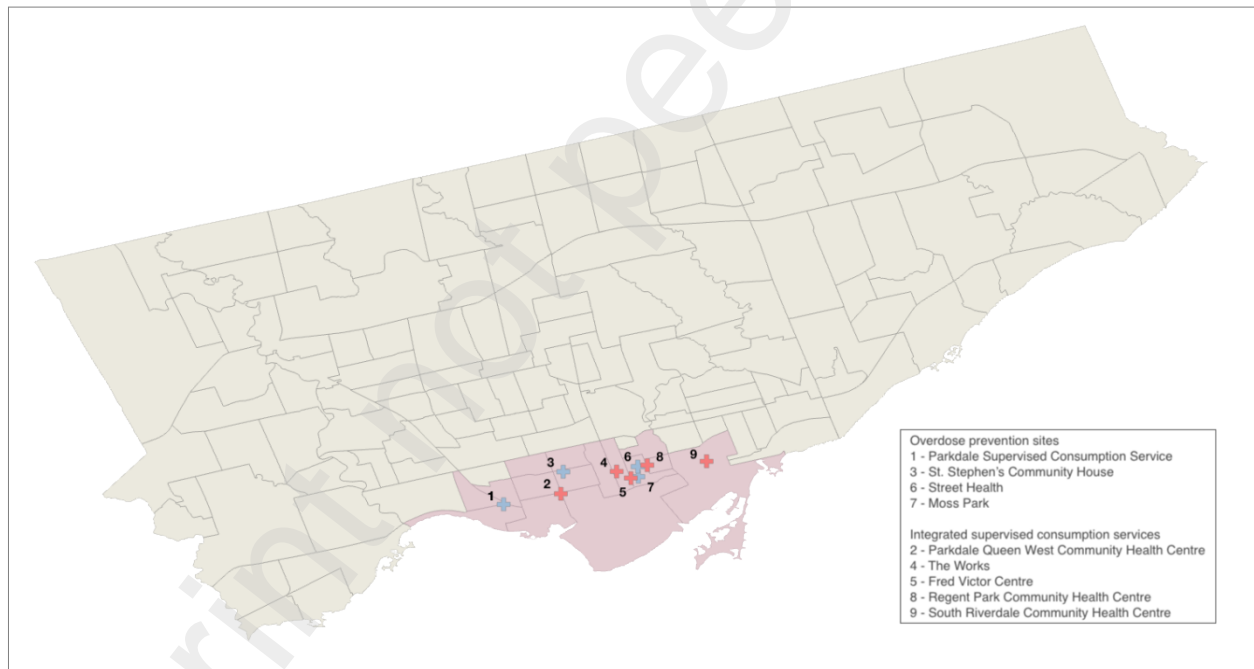 rint not pee
3
4
6
8
9
1
2
5
7
Overdose prevention sites
1 - Parkdale Supervised Consumption Service
3 - St. Stephen's Community House
6 - Street Health
7 - Moss Park
Integrated supervised consumption services
2 - Parkdale Queen West Community Health Centre
4 - The Works
5 - Fred Victor Centre
8 - Regent Park Community Health Centre
9 - South Riverdale Community Health Centre